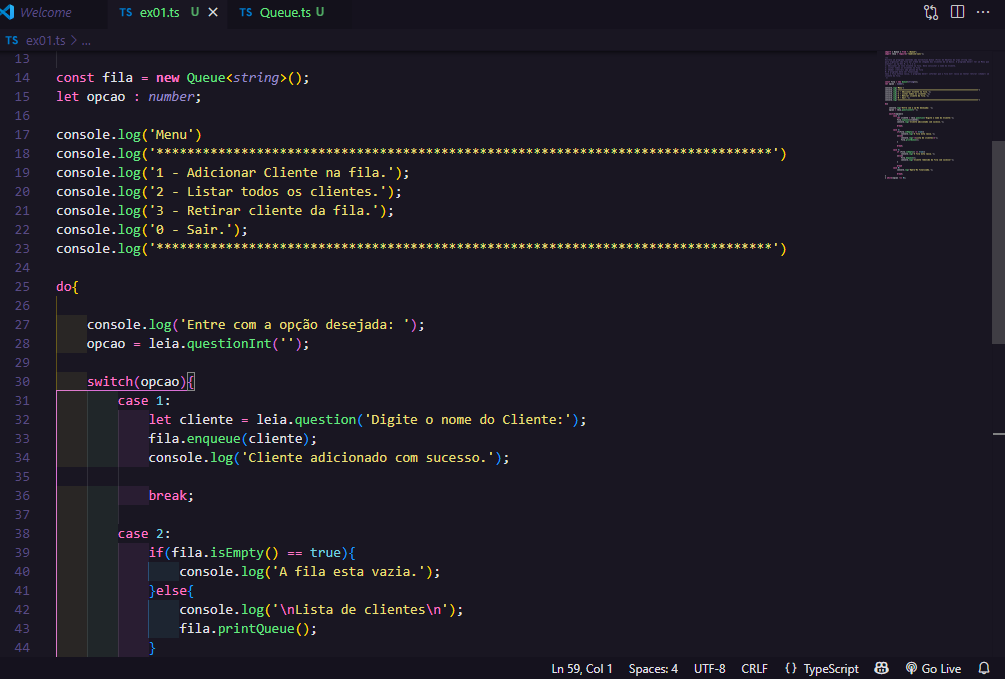 Welcome
TS ex01.ts U
TS Queue.ts U
TS ex01.ts > ...
13
14 const fila = new Queue<string>();
15 let opcao : number;
16
17 console.log('Menu')
18 console.log('********************************************************************************')
19 console.log('1 - Adicionar Cliente na fila.');
20 console.log('2 - Listar todos os clientes.');
21 console.log('3 - Retirar cliente da fila.');
22 console.log('0 - Sair.');
23 console.log('********************************************************************************')
24
25 do{
26
27 console.log('Entre com a opção desejada: ');
28 opcao = leia.questionInt('');
29
30 switch(opcao){
31 case 1:
32 let cliente = leia.question('Digite o nome do Cliente:');
33 fila.enqueue(cliente);
34 console.log('Cliente adicionado com sucesso.');
35
36 break;
37
38 case 2:
39 if(fila.isEmpty() == true){
40 console.log('A fila esta vazia.');
41 }else{
42 console.log('\nLista de clientes\n');
43 fila.printQueue();
44 }
Ln 59, Col 1 Spaces: 4 UTF-8 CRLF {} TypeScript Go Live